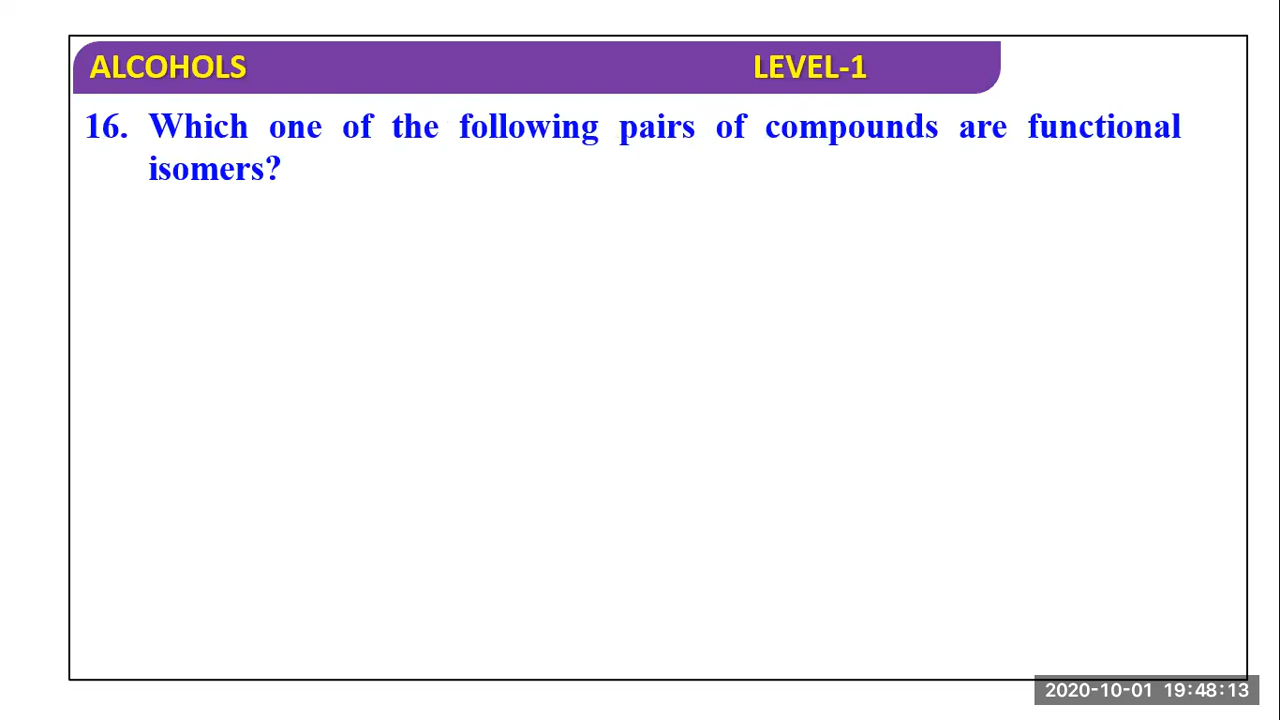 ALCOHOLS LEVEL-1
16. Which one of the following pairs of compounds are functional
isomers?
2020-10-01 19:48:13